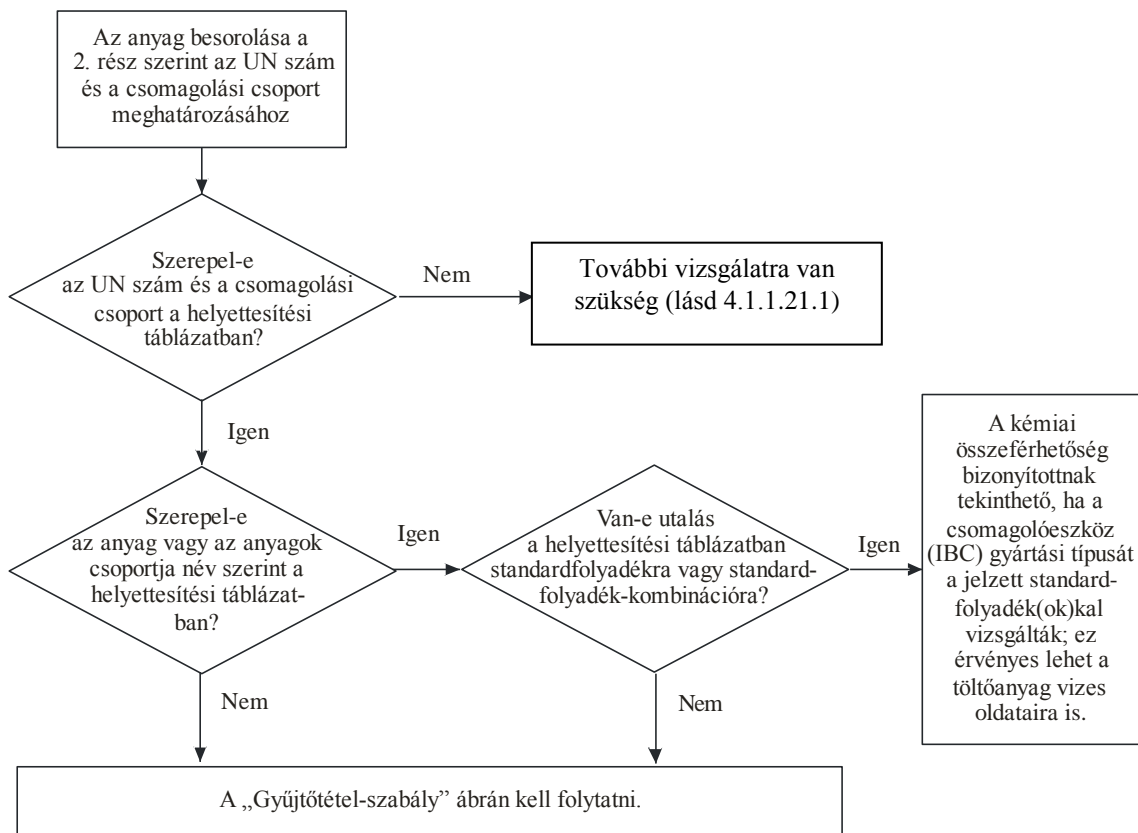 Az anyag besorolása a
2. rész szerint az UN szám
és a csomagolási csoport
meghatározásához
Szerepel-e
az UN szám és a csomagolási
csoport a helyettesítési
táblázatban?
Nem
További vizsgálatra van
szükség (lásd 4.1.1.21.1)
Igen
Szerepel-e
az anyag vagy az anyagok
csoportja név szerint a
helyettesítési táblázat-
ban?
Igen
Van-e utalás
a helyettesítési táblázatban
standardfolyadékra vagy standard-
folyadék-kombinációra?
Igen
A kémiai
összeférhetőség
bizonyítottnak
tekinthető, ha a
csomagolóeszköz
(IBC) gyártási típusát
a jelzett standard-
folyadék(ok)kal
vizsgálták; ez
érvényes lehet a
töltőanyag vizes
oldataira is.
Nem
Nem
A „Gyűjtőtétel-szabály” ábrán kell folytatni.